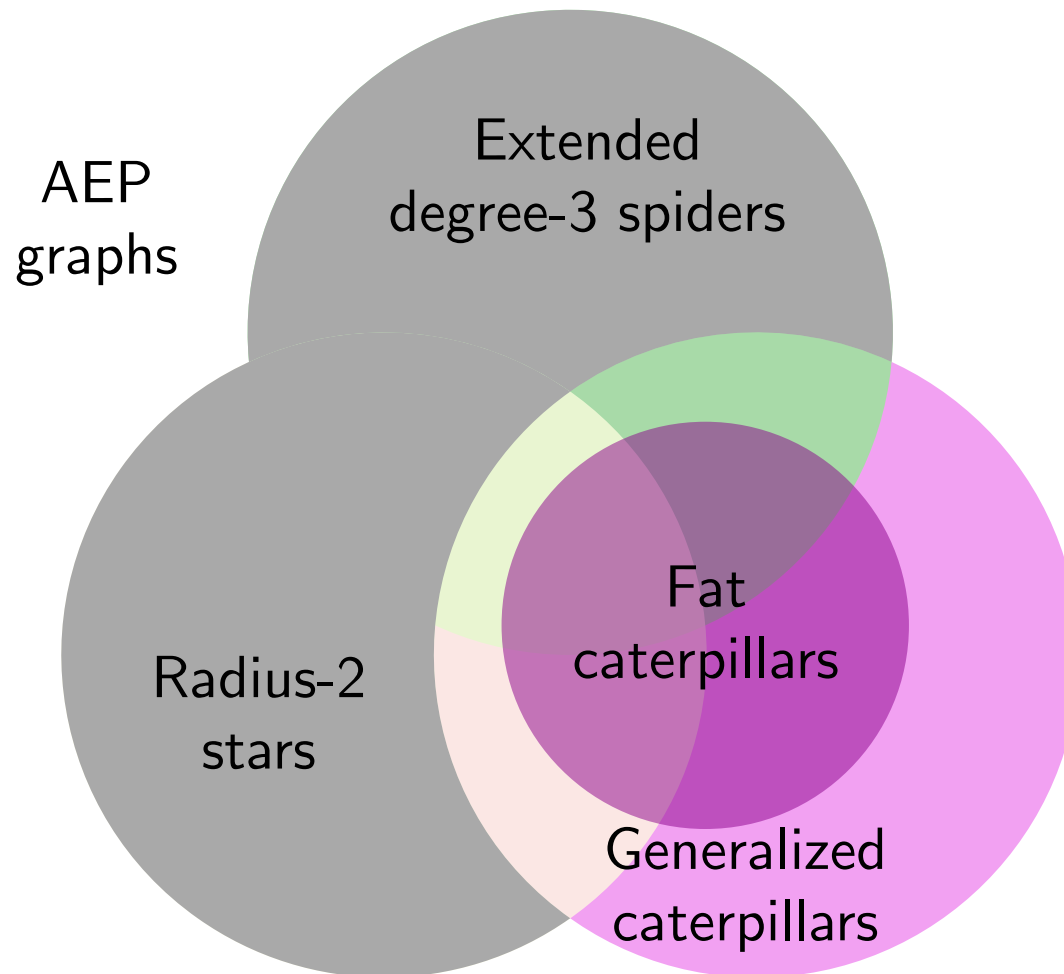 Extended
degree-3 spiders
AEP
graphs
Fat
caterpillars
Radius-2
stars
Generalized
caterpillars